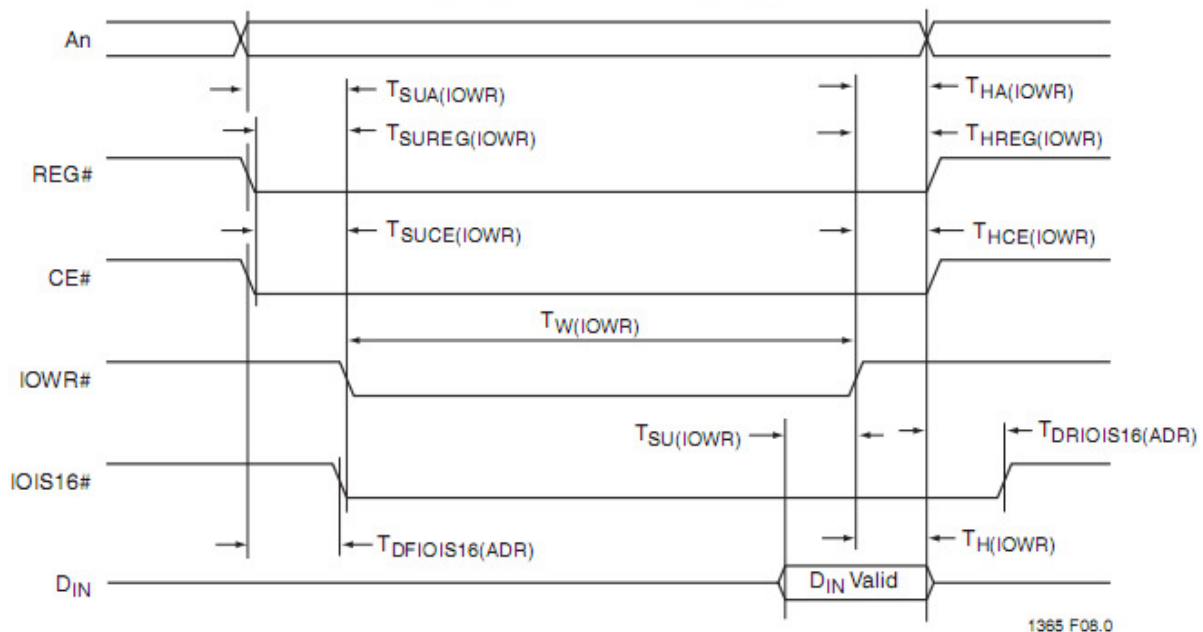 An
TSUA(IOWR)
THA(IOWR)
TSUREG(IOWR)
THREG(IOWR)
REG#
TSUCE(IOWR)
THCE(IOWR)
CE#
TW(IOWR)
IOWR#
TSU(IOWR)
TDRIOIS16(ADR)
IOIS16#
TDFIOIS16(ADR)
TH(IOWR)
DIN
DIN Valid
1365 F08.0